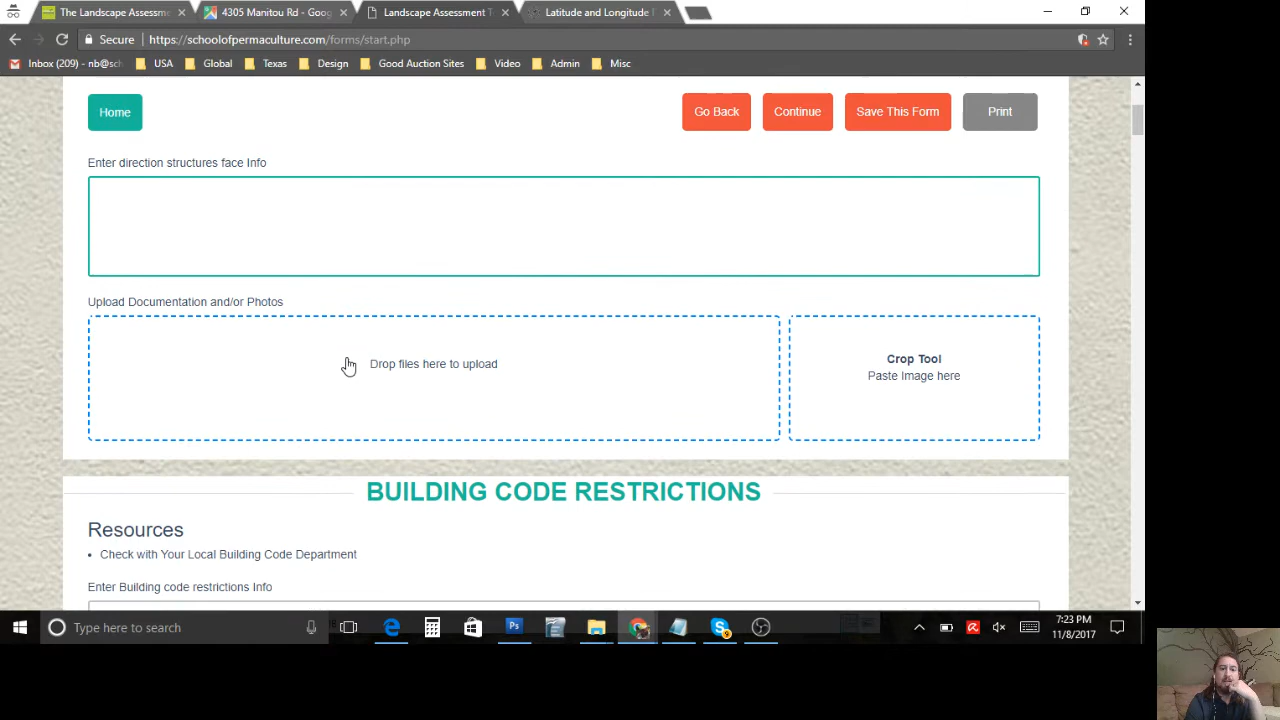 The Landscape Assessm
4305 Manitou Rd - Goog
Landscape Assessment T
Latitude and Longitude
Secure | https://schoolofpermaculture.com/forms/start.php
Inbox (209) - nb@sch
USA
Global
Texas
Design
Good Auction Sites
Video
Admin
Misc
Home
Go Back
Continue
Save This Form
Print
Enter direction structures face Info
Upload Documentation and/or Photos
Drop files here to upload
Crop Tool
Paste Image here
BUILDING CODE RESTRICTIONS
Resources
• Check with Your Local Building Code Department
Enter Building code restrictions Info
Type here to search
7:23 PM
11/8/2017